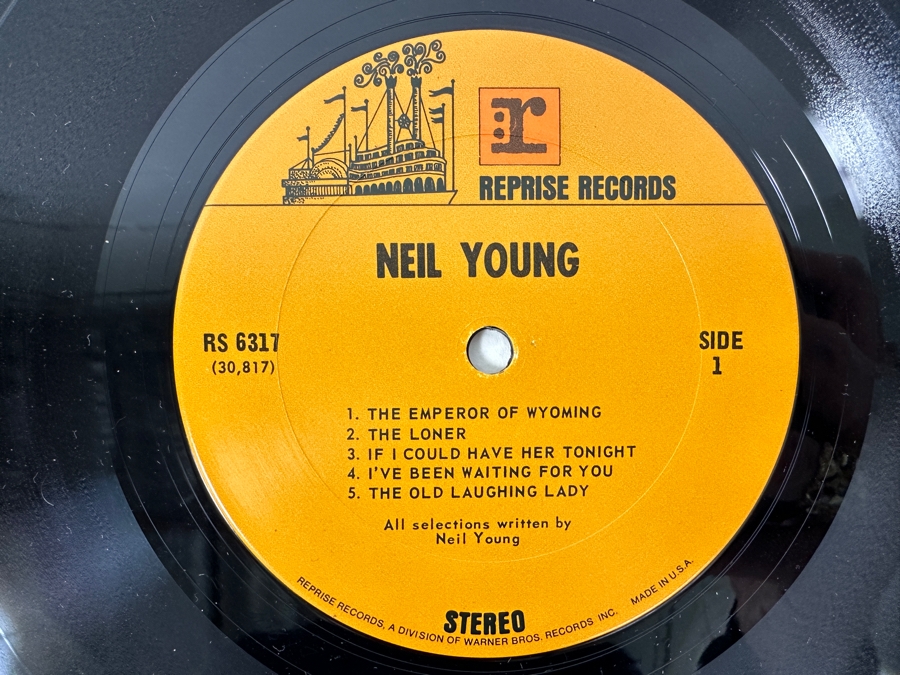 r
REPRISE RECORDS
NEIL YOUNG
RS 6317
(30,817)
SIDE
1
1. THE EMPEROR OF WYOMING
2. THE LONER
3. IF I COULD HAVE HER TONIGHT
4. I'VE BEEN WAITING FOR YOU
5. THE OLD LAUGHING LADY
All selections written by
Neil Young
STEREO
REPRISE RECORDS, A DIVISION OF WARNER BROS. RECORDS INC. MADE IN U.S.A.